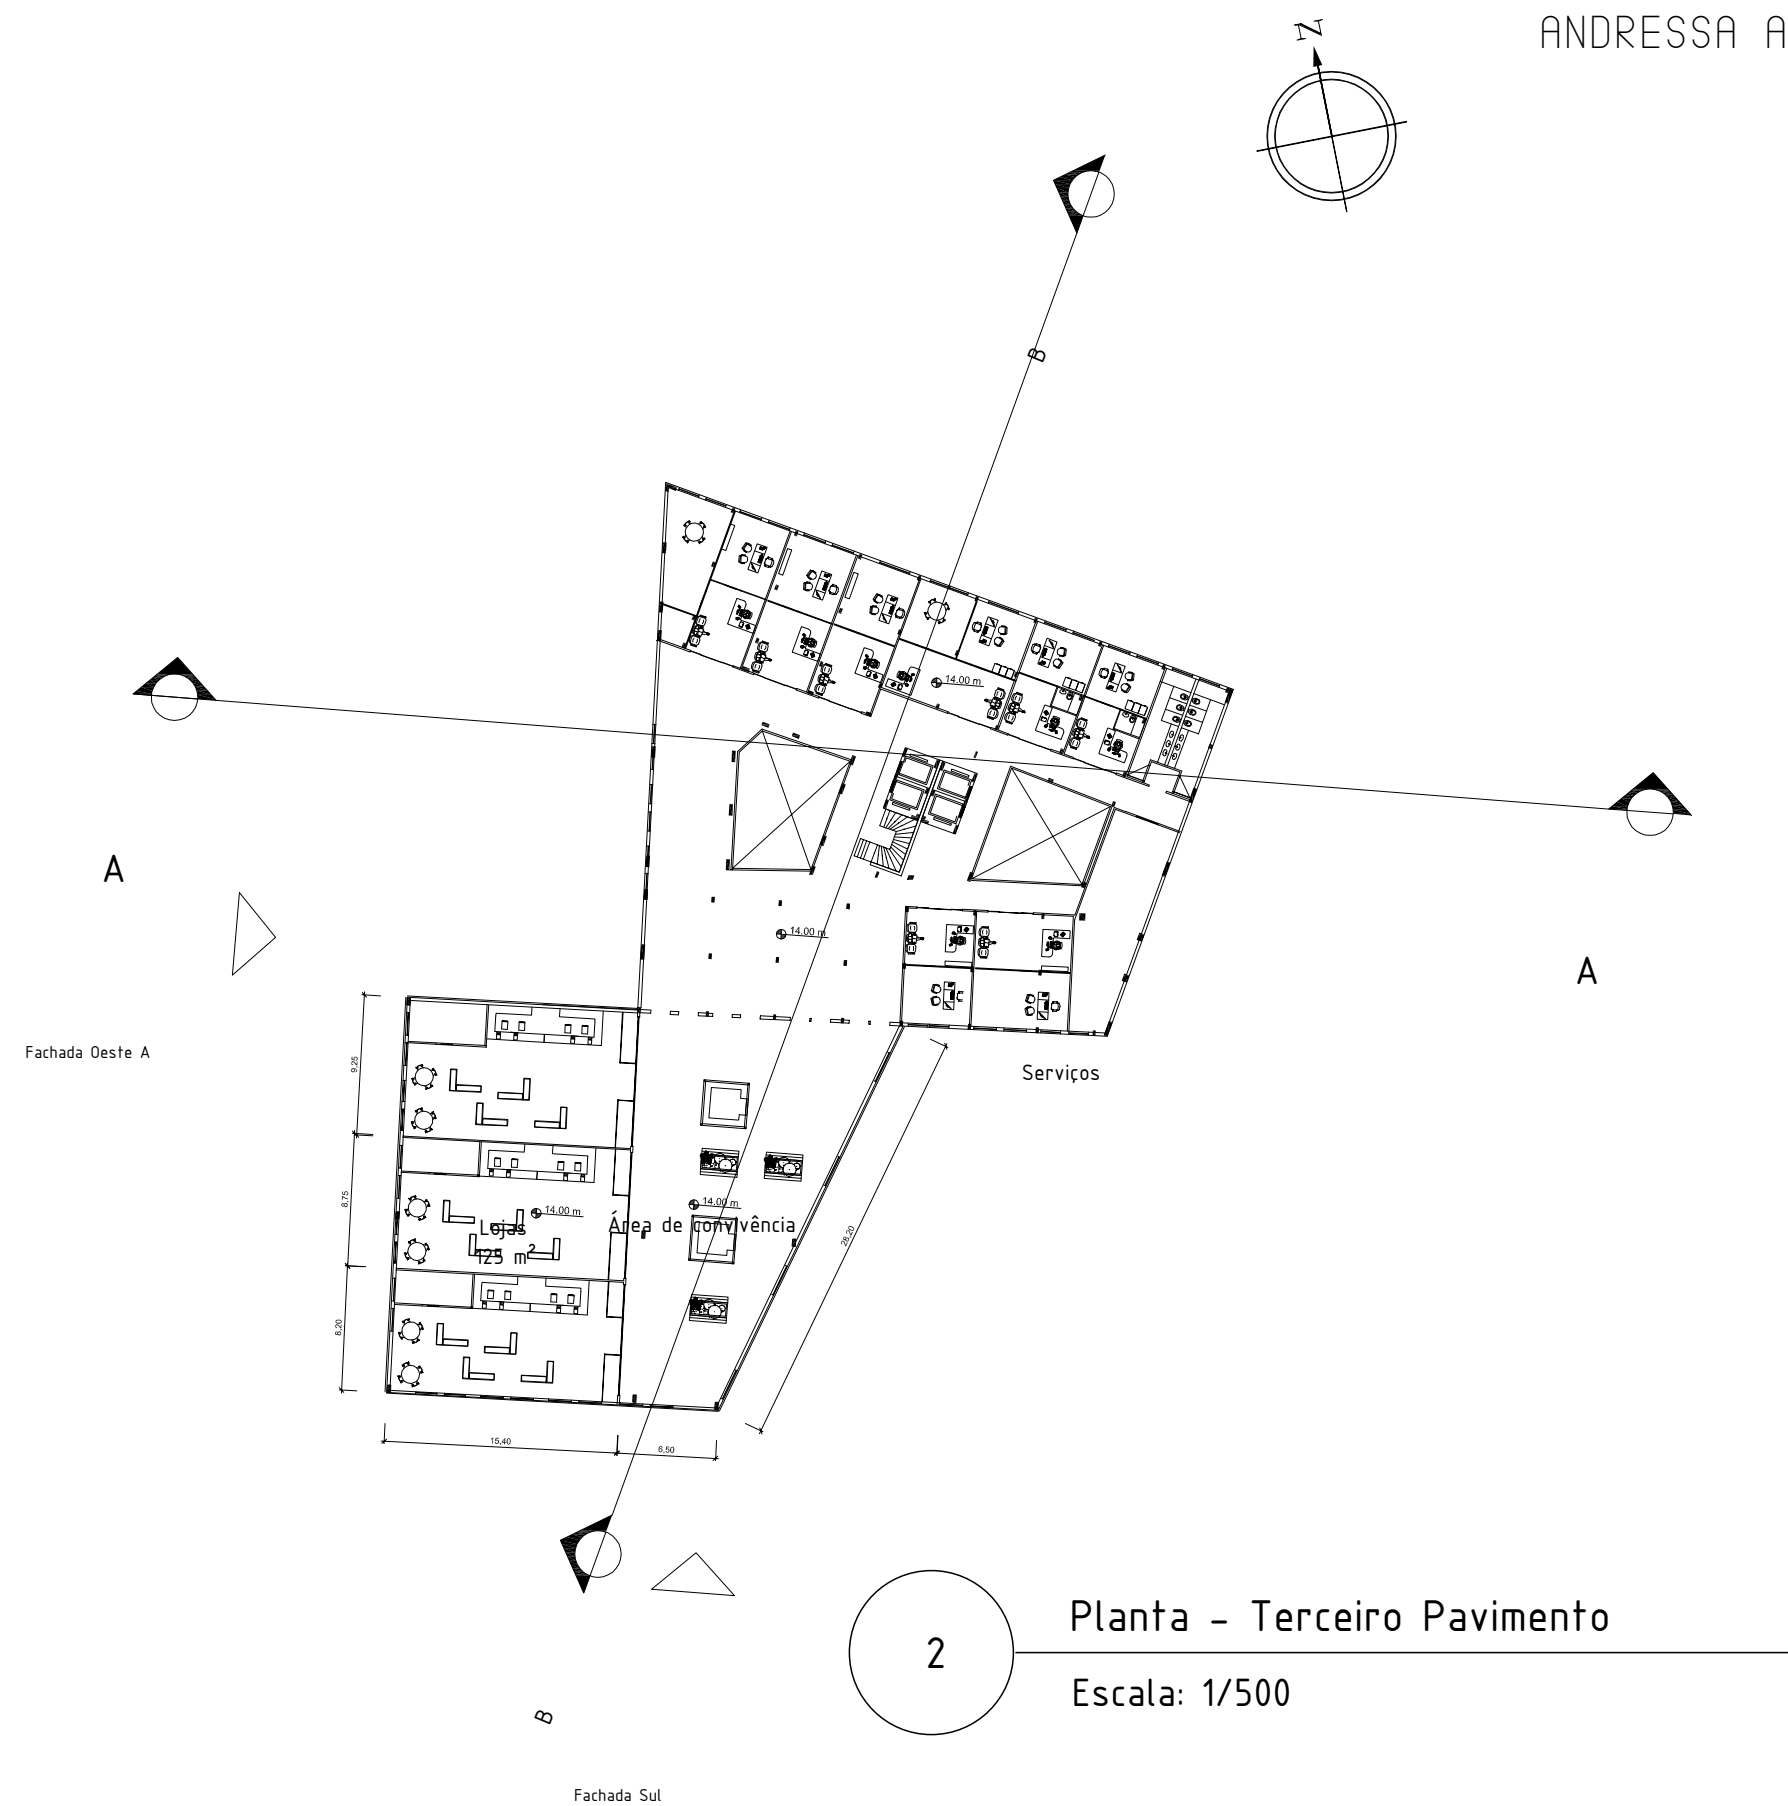 ANDRESSA A
N
B
14.00 m
A
14.00 m
A
9,25
Fachada Oeste A
Serviços
8,75
14.00 m
14.00 m
Lojas
Área de convivência
125 m²
28,20
8,20
15,40
6,50
2
Planta - Terceiro Pavimento
Escala: 1/500
B
Fachada Sul